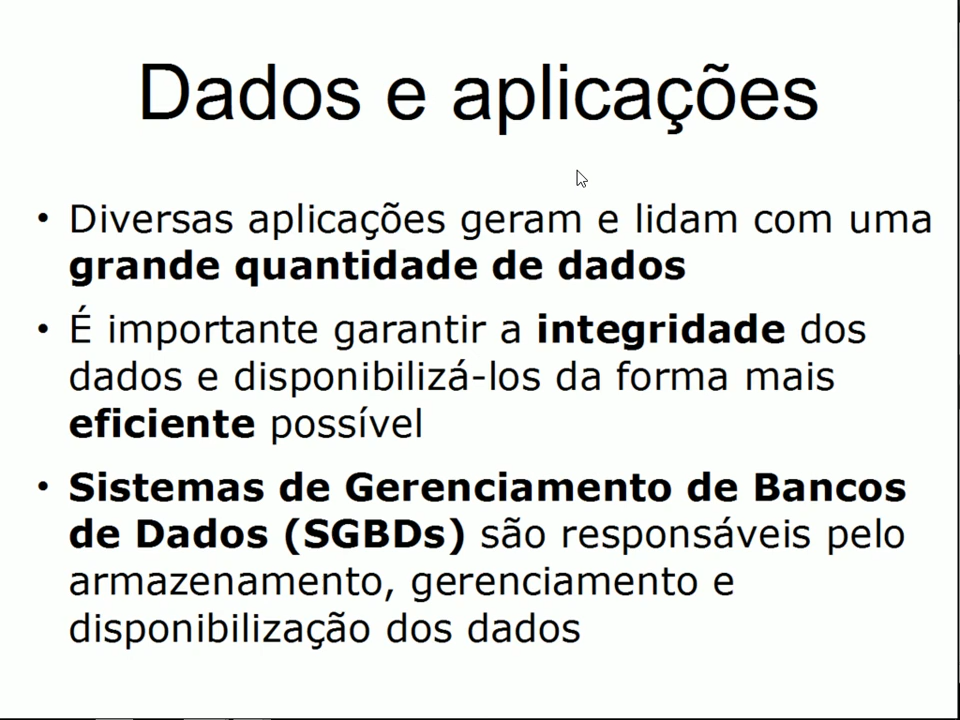 Dados e aplicações
• Diversas aplicações geram e lidam com uma
grande quantidade de dados
• É importante garantir a integridade dos
dados e disponibilizá-los da forma mais
eficiente possível
• Sistemas de Gerenciamento de Bancos
de Dados (SGBDs) são responsáveis pelo
armazenamento, gerenciamento e
disponibilização dos dados